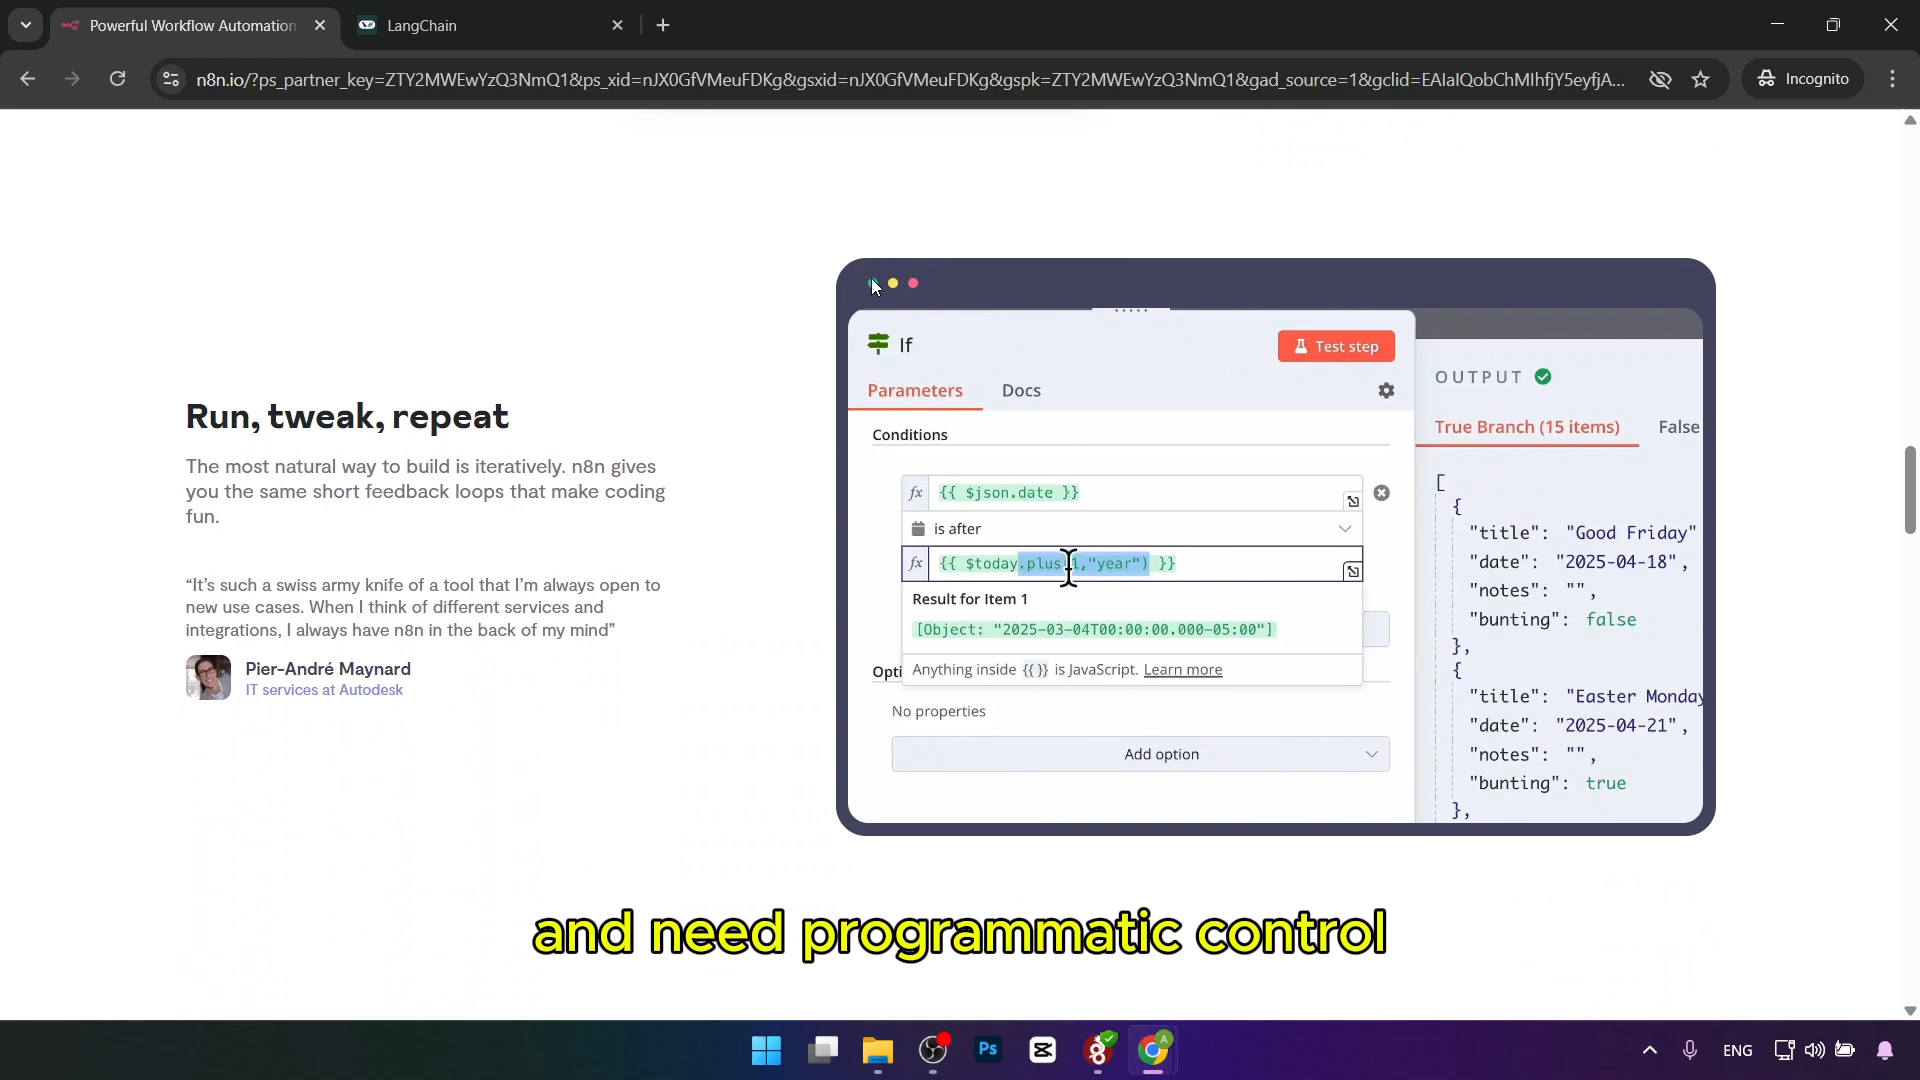 Powerful Workflow Automation
LangChain
n8n.io/?ps_partner_key=ZTY2MWEwYzQ3NmQ1&ps_xid=nJX0GfVMeuFDKg&gsxid=nJX0GfVMeuFDKg&gspk=ZTY2MWEwYzQ3NmQ1&gad_source=1&gclid=EAIaIQobChMIhfjY5eyfjA...
Incognito
If
Test step
Parameters
Docs
Conditions
fx {{ $json.date }}
is after
fx {{ $today.plus(1,"year") }}
Result for Item 1
[Object: "2025-03-04T00:00:00.000-05:00"]
Anything inside {{ }} is JavaScript. Learn more
Opti
No properties
Add option
OUTPUT
True Branch (15 items)
False
[
{
"title": "Good Friday"
"date": "2025-04-18",
"notes": "",
"bunting": false
},
{
"title": "Easter Monday
"date": "2025-04-21",
"notes": "",
"bunting": true
},
Run, tweak, repeat
The most natural way to build is iteratively. n8n gives
you the same short feedback loops that make coding
fun.
“It’s such a swiss army knife of a tool that I’m always open to
new use cases. When I think of different services and
integrations, I always have n8n in the back of my mind”
Pier-André Maynard
IT services at Autodesk
and need programmatic control
Ps
A
ENG